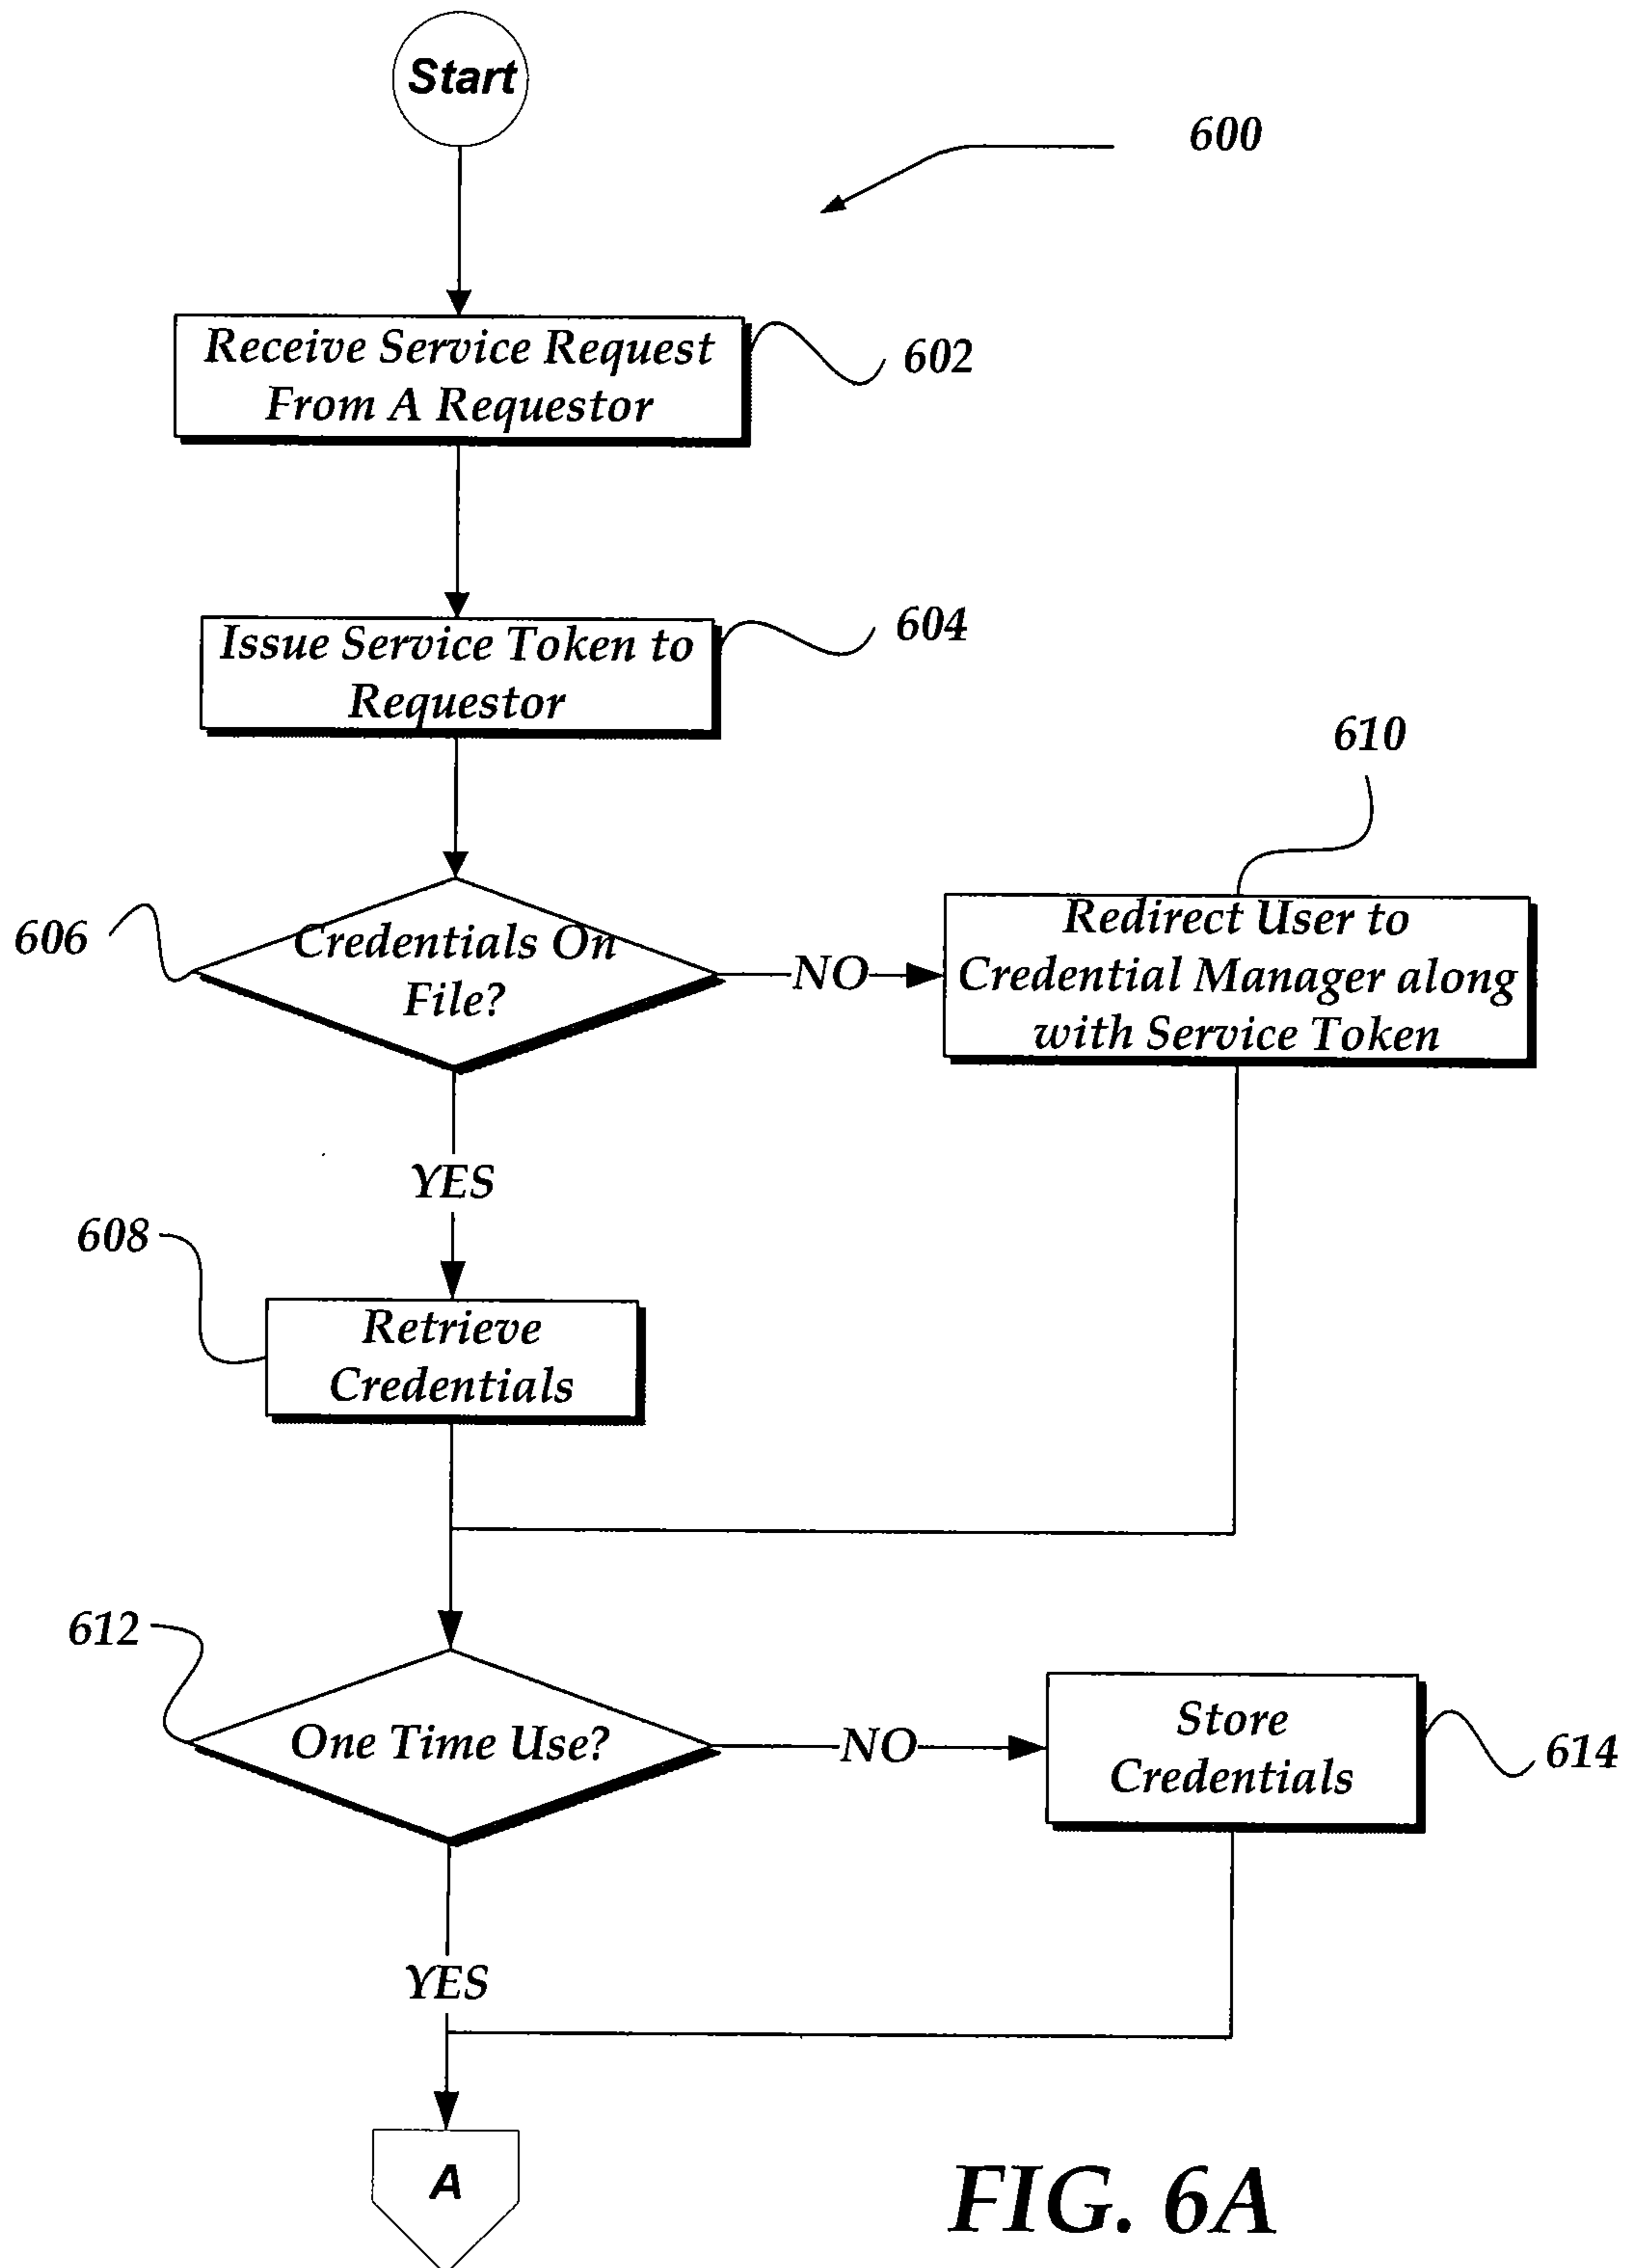 Start
600
Receive Service Request
From A Requestor
602
Issue Service Token to
Requestor
604
610
606
Credentials On
File?
NO
Redirect User to
Credential Manager along
with Service Token
YES
608
Retrieve
Credentials
612
One Time Use?
NO
Store
Credentials
614
YES
A
FIG. 6A